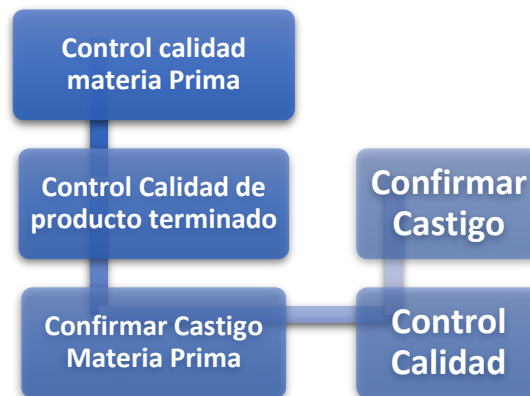 Control calidad
materia Prima
Control Calidad de
producto terminado
Confirmar Castigo
Materia Prima
Control
Calidad
Confirmar
Castigo